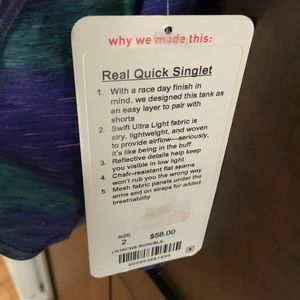 why we made this:
Real Quick Singlet
1. With a race day finish in
mind, we designed this tank as
an easy layer to pair with
shorts
2. Swift Ultra Light fabric is
airy, lightweight, and woven
to provide airflow—seriously,
it's like being in the buff
3. Reflective details help keep
you visible in low light
4. Chafe-resistant flat seams
won't rub you the wrong way
5. Mesh fabric panels under the
arms and on straps for added
breathability
SIZE
2
$58.00